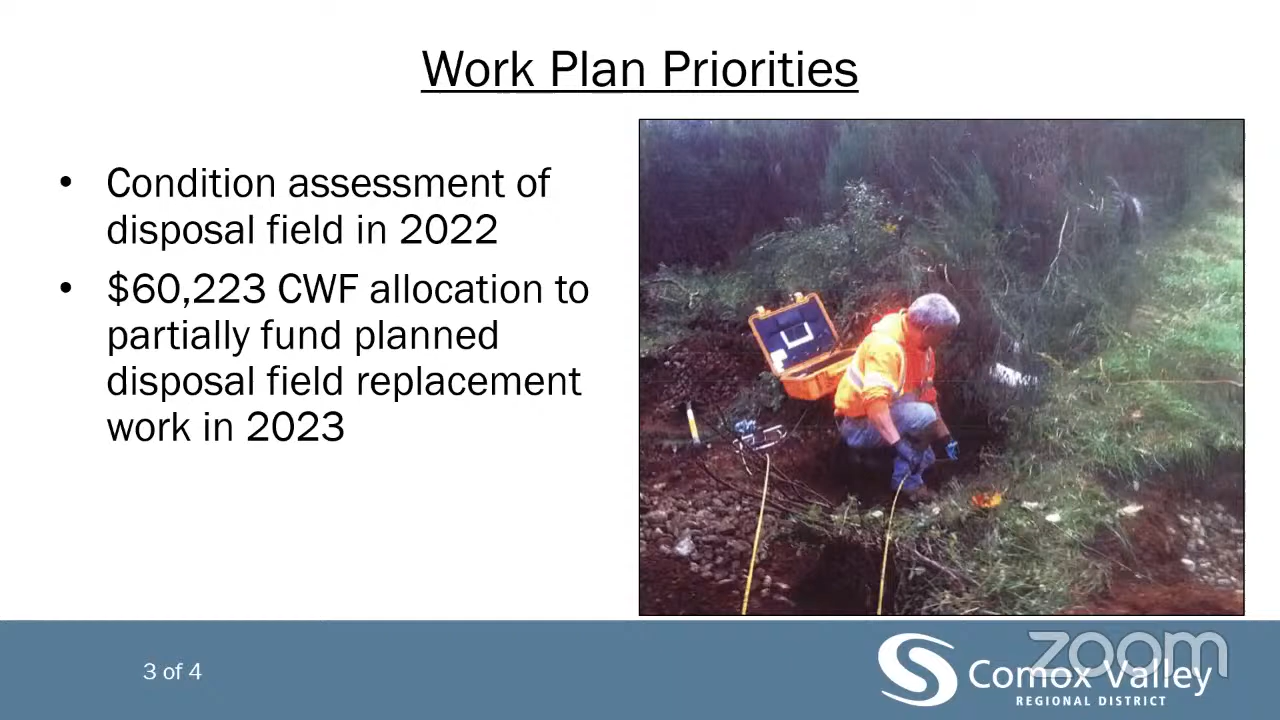 Work Plan Priorities
• Condition assessment of
disposal field in 2022
• $60,223 CWF allocation to
partially fund planned
disposal field replacement
work in 2023
3 of 4
zoom
Comox Valley
REGIONAL DISTRICT